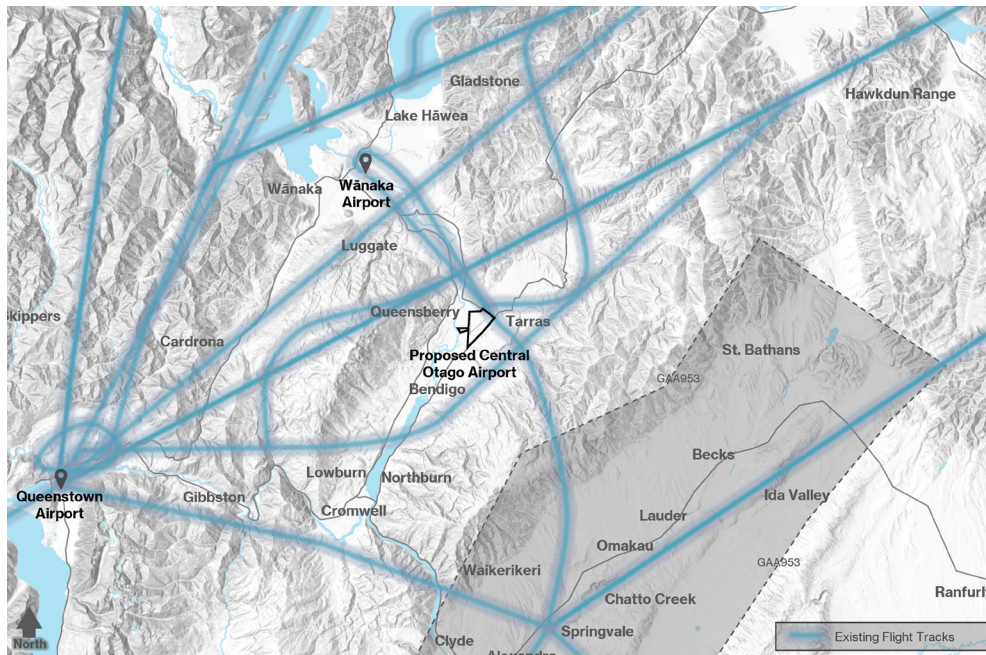 Gladstone
Hawkdun Range
Lake Hāwea
Wānaka
Wānaka
Airport
Luggate
Skippers
Queensberry
Tarras
Cardrona
Proposed Central
Otago Airport
St. Bathans
GAA953
Bendigo
Becks
Lowburn
Northburn
Queenstown
Airport
Gibbston
Ida Valley
Cromwell
Lauder
Omakau
GAA953
Waikerikeri
Chatto Creek
Ranfurl
North
Clyde
Springvale
Existing Flight Tracks
Alexandra